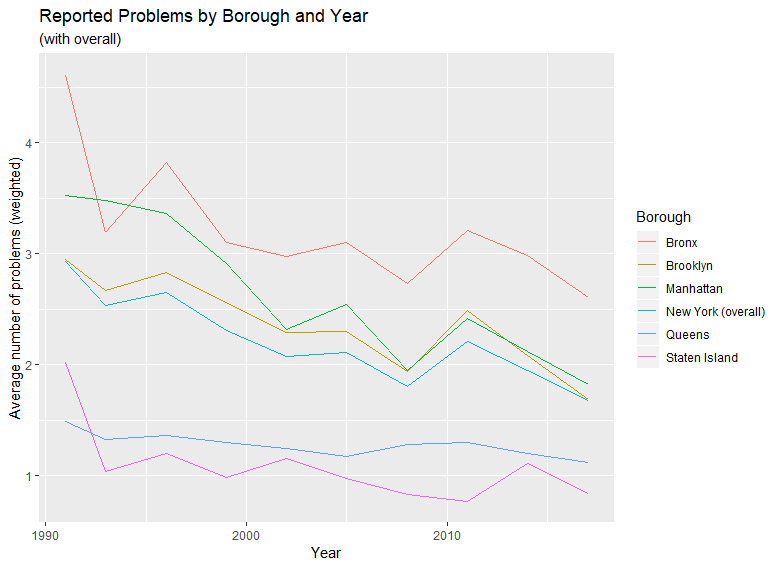 Reported Problems by Borough and Year
(with overall)
Average number of problems (weighted)
4
3
2
1
1990
2000
2010
Year
Borough
Bronx
Brooklyn
Manhattan
New York (overall)
Queens
Staten Island